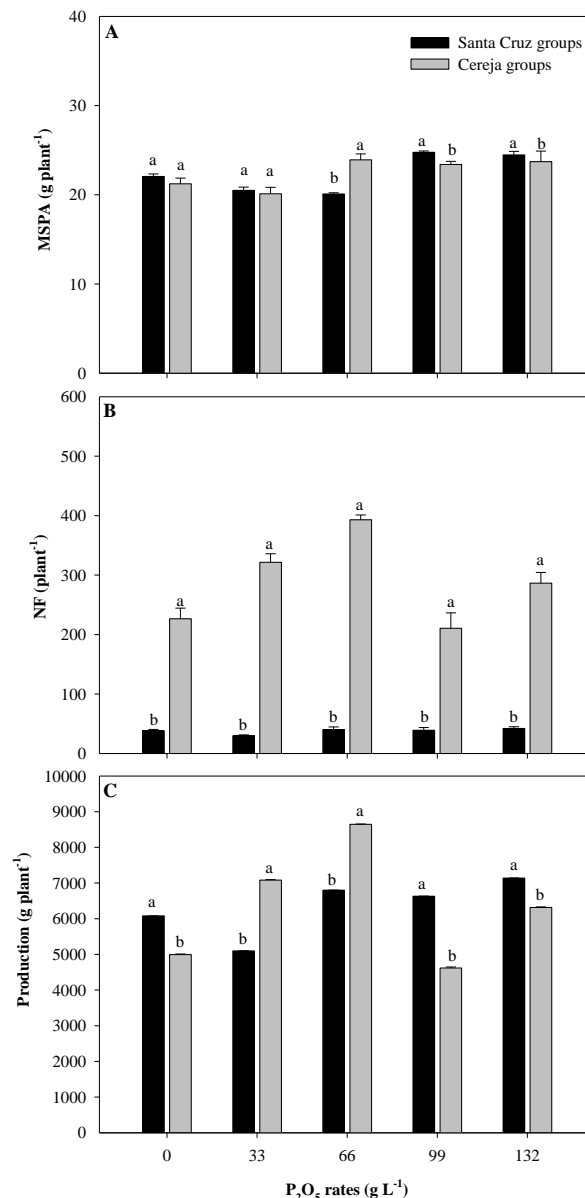 A
Santa Cruz groups
Cereja groups
MSPA (g plant⁻¹)
40
30
20
10
0
a a a a b a a b a b
B
NF (plant⁻¹)
600
500
400
300
200
100
0
b a b a b a b a b a
C
Production (g plant⁻¹)
10000
9000
8000
7000
6000
5000
4000
3000
2000
1000
0
a b b a b a a b a b
0 33 66 99 132
P₂O₅ rates (g L⁻¹)